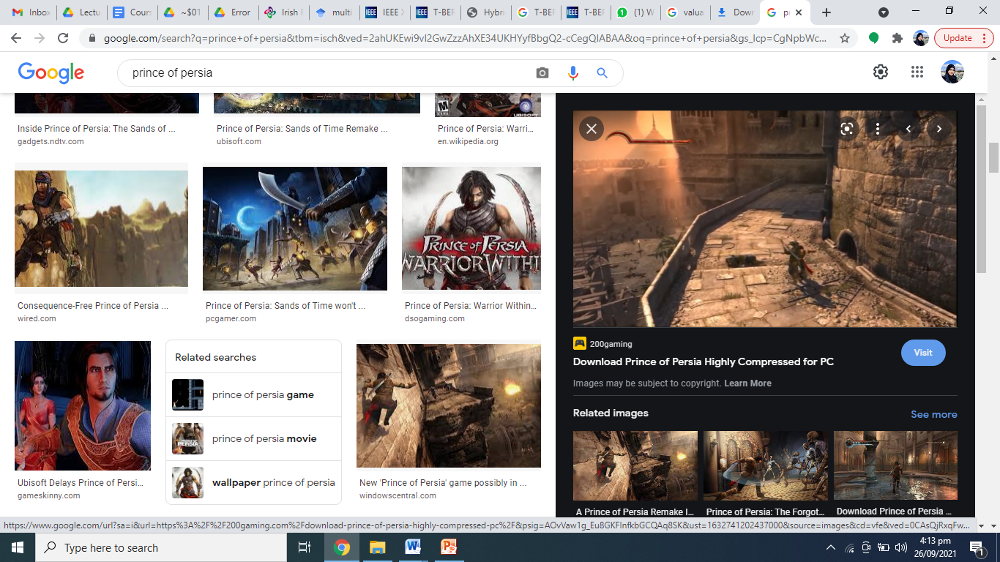 Inbox
Lectu
Cours
~$01
Error
Irish F
multi
IEEE X
T-BER
Hybri
T-BER
T-BER
(1) W
valua
Down
pr
google.com/search?q=prince+of+persia&tbm=isch&ved=2ahUKEwi9vI2GwZzzAhXE34UKHYyfBbgQ2-cCegQIABAA&oq=prince+of+persia&gs_lcp=CgNpbWc...
Update
Google
prince of persia
M
UBISOFT
Inside Prince of Persia: The Sands of ...
gadgets.ndtv.com
Prince of Persia: Sands of Time Remake ...
ubisoft.com
Prince of Persia: Warri...
en.wikipedia.org
PRINCE OF PERSIA
WARRIOR WITHIN
Consequence-Free Prince of Persia ...
wired.com
Prince of Persia: Sands of Time won't ...
pcgamer.com
Prince of Persia: Warrior Within...
dsogaming.com
Related searches
prince of persia game
prince of persia movie
PERSIA
wallpaper prince of persia
Ubisoft Delays Prince of Persi...
gameskinny.com
New 'Prince of Persia' game possibly in ...
windowscentral.com
200gaming
Download Prince of Persia Highly Compressed for PC
Visit
Images may be subject to copyright. Learn More
Related images
See more
A Prince of Persia Remake I...
Prince of Persia: The Forgot...
Download Prince of Persia ...
https://www.google.com/url?sa=i&url=https%3A%2F%2F200gaming.com%2Fdownload-prince-of-persia-highly-compressed-pc%2F&psig=AOvVaw1g_Eu8GKFInfkbGCQAq8SK&ust=1632741202437000&source=images&cd=vfe&ved=0CAsQjRxqFw...
Type here to search
4:13 pm
26/09/2021
1